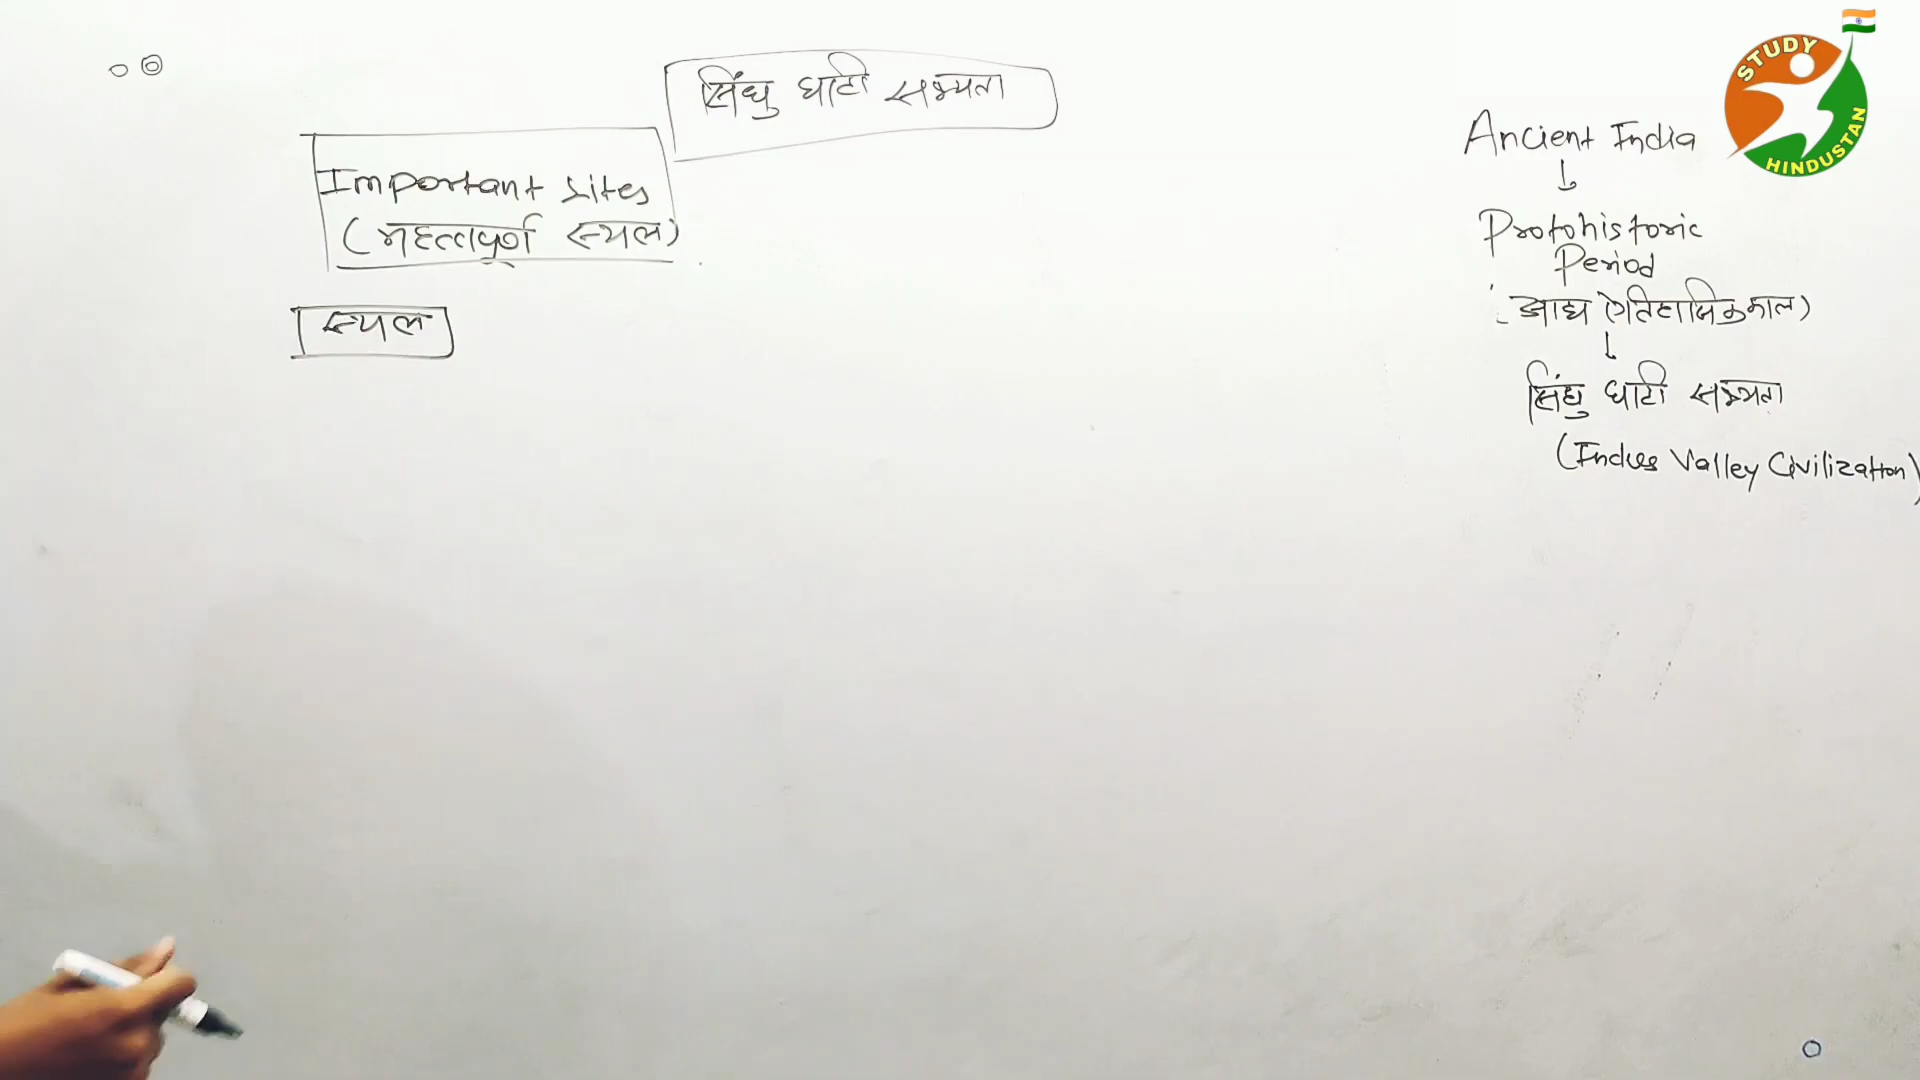 सिंधु घाटी सभ्यता
Important sites
(महत्वपूर्ण स्थल)
स्थल
STUDY
HINDUSTAN
Ancient India
Protohistoric
Period
आद्य ऐतिहासिक काल)
सिंधु घाटी सभ्यता
(Indus Valley Civilization)